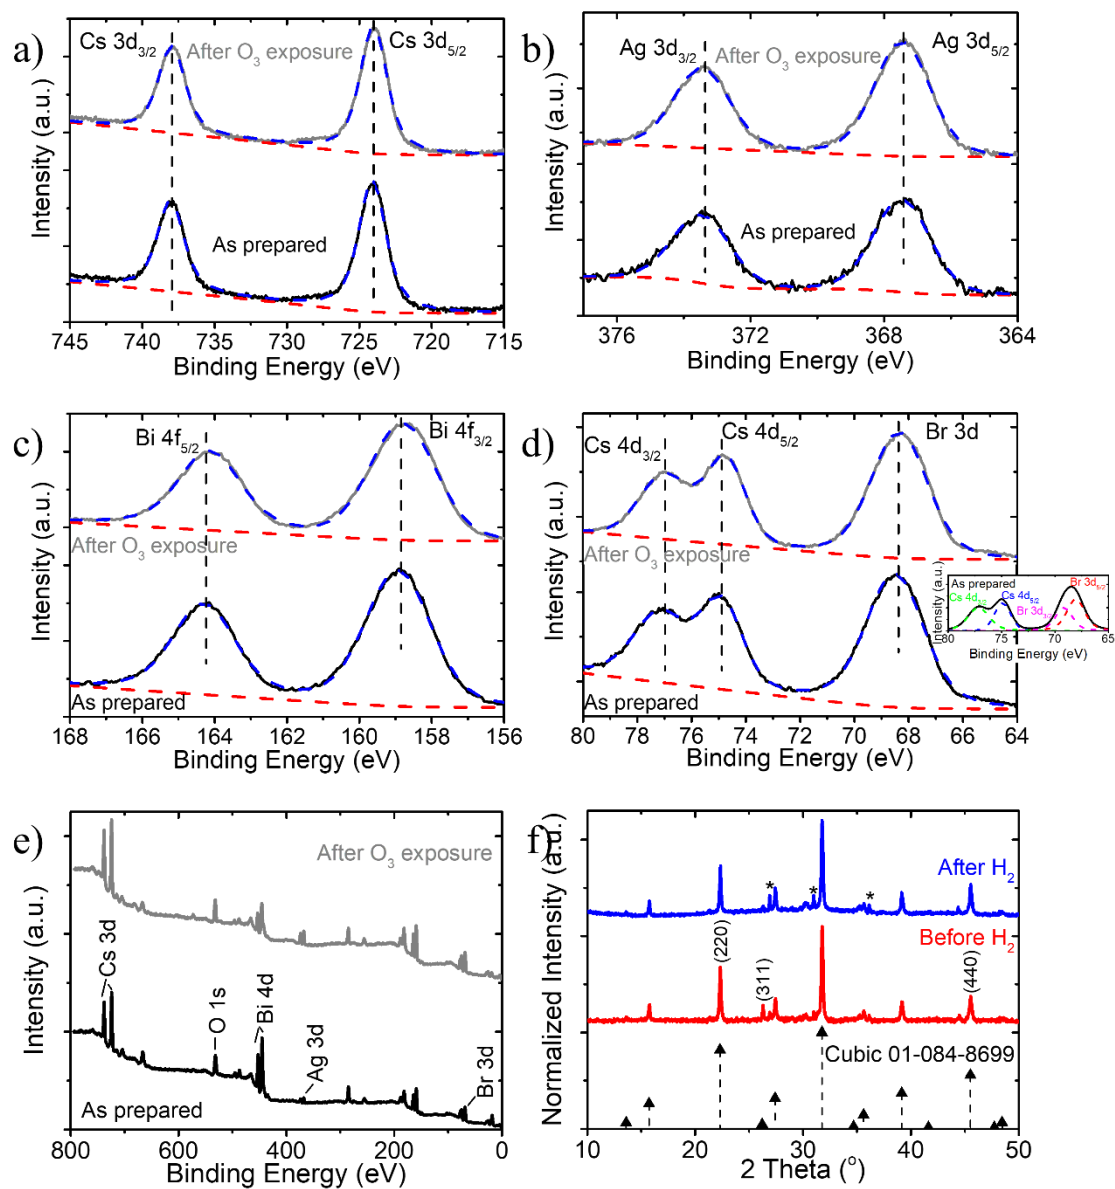 a)
Cs 3d3/2
After O3 exposure
Cs 3d5/2
As prepared
Intensity (a.u.)
745 740 735 730 725 720 715
Binding Energy (eV)
b)
Ag 3d3/2
After O3 exposure
Ag 3d5/2
As prepared
Intensity (a.u.)
376 372 370 367 364
Binding Energy (eV)
c)
Bi 4f5/2
Bi 4f3/2
After O3 exposure
As prepared
Intensity (a.u.)
168 166 164 162 159 158 156
Binding Energy (eV)
d)
Cs 4d3/2
Cs 4d5/2
Br 3d
After O3 exposure
As prepared
Intensity (a.u.)
80 78 76 74 72 70 68 66 64
Binding Energy (eV)
As prepared
Br 3d5/2
Cs 4d3/2
Cs 4d5/2
Br 3d3/2
Intensity (a.u.)
80 75 70 65
Binding Energy (eV)
e)
After O3 exposure
Cs 3d
O 1s
Bi 4d
Ag 3d
Br 3d
As prepared
Intensity (a.u.)
800 600 400 200 0
Binding Energy (eV)
f)
After H2
* * *
Before H2
(220)
(311)
(440)
Cubic 01-084-8699
Normalized Intensity (a.u.)
10 20 30 40 50
2 Theta (o)